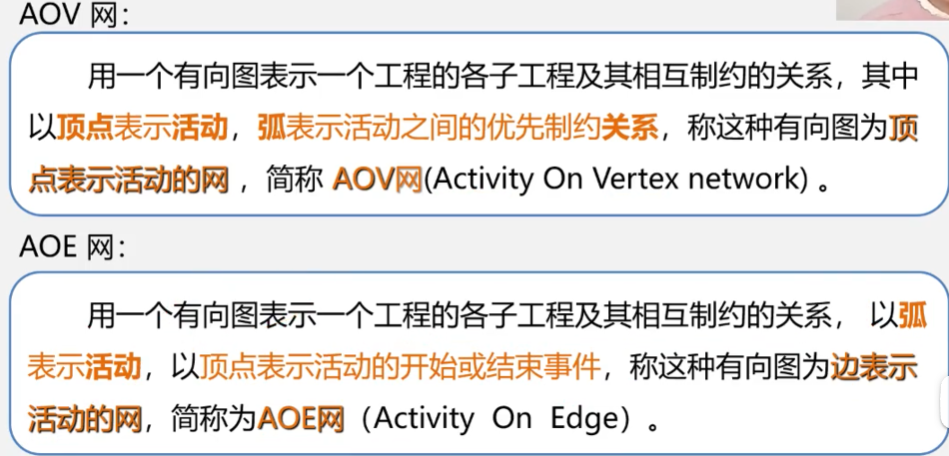 AOV 网：
用一个有向图表示一个工程的各子工程及其相互制约的关系，其中
以顶点表示活动，弧表示活动之间的优先制约关系，称这种有向图为顶
点表示活动的网，简称 AOV网(Activity On Vertex network) 。
AOE 网：
用一个有向图表示一个工程的各子工程及其相互制约的关系， 以弧
表示活动，以顶点表示活动的开始或结束事件，称这种有向图为边表示
活动的网，简称为AOE网（Activity On Edge）。